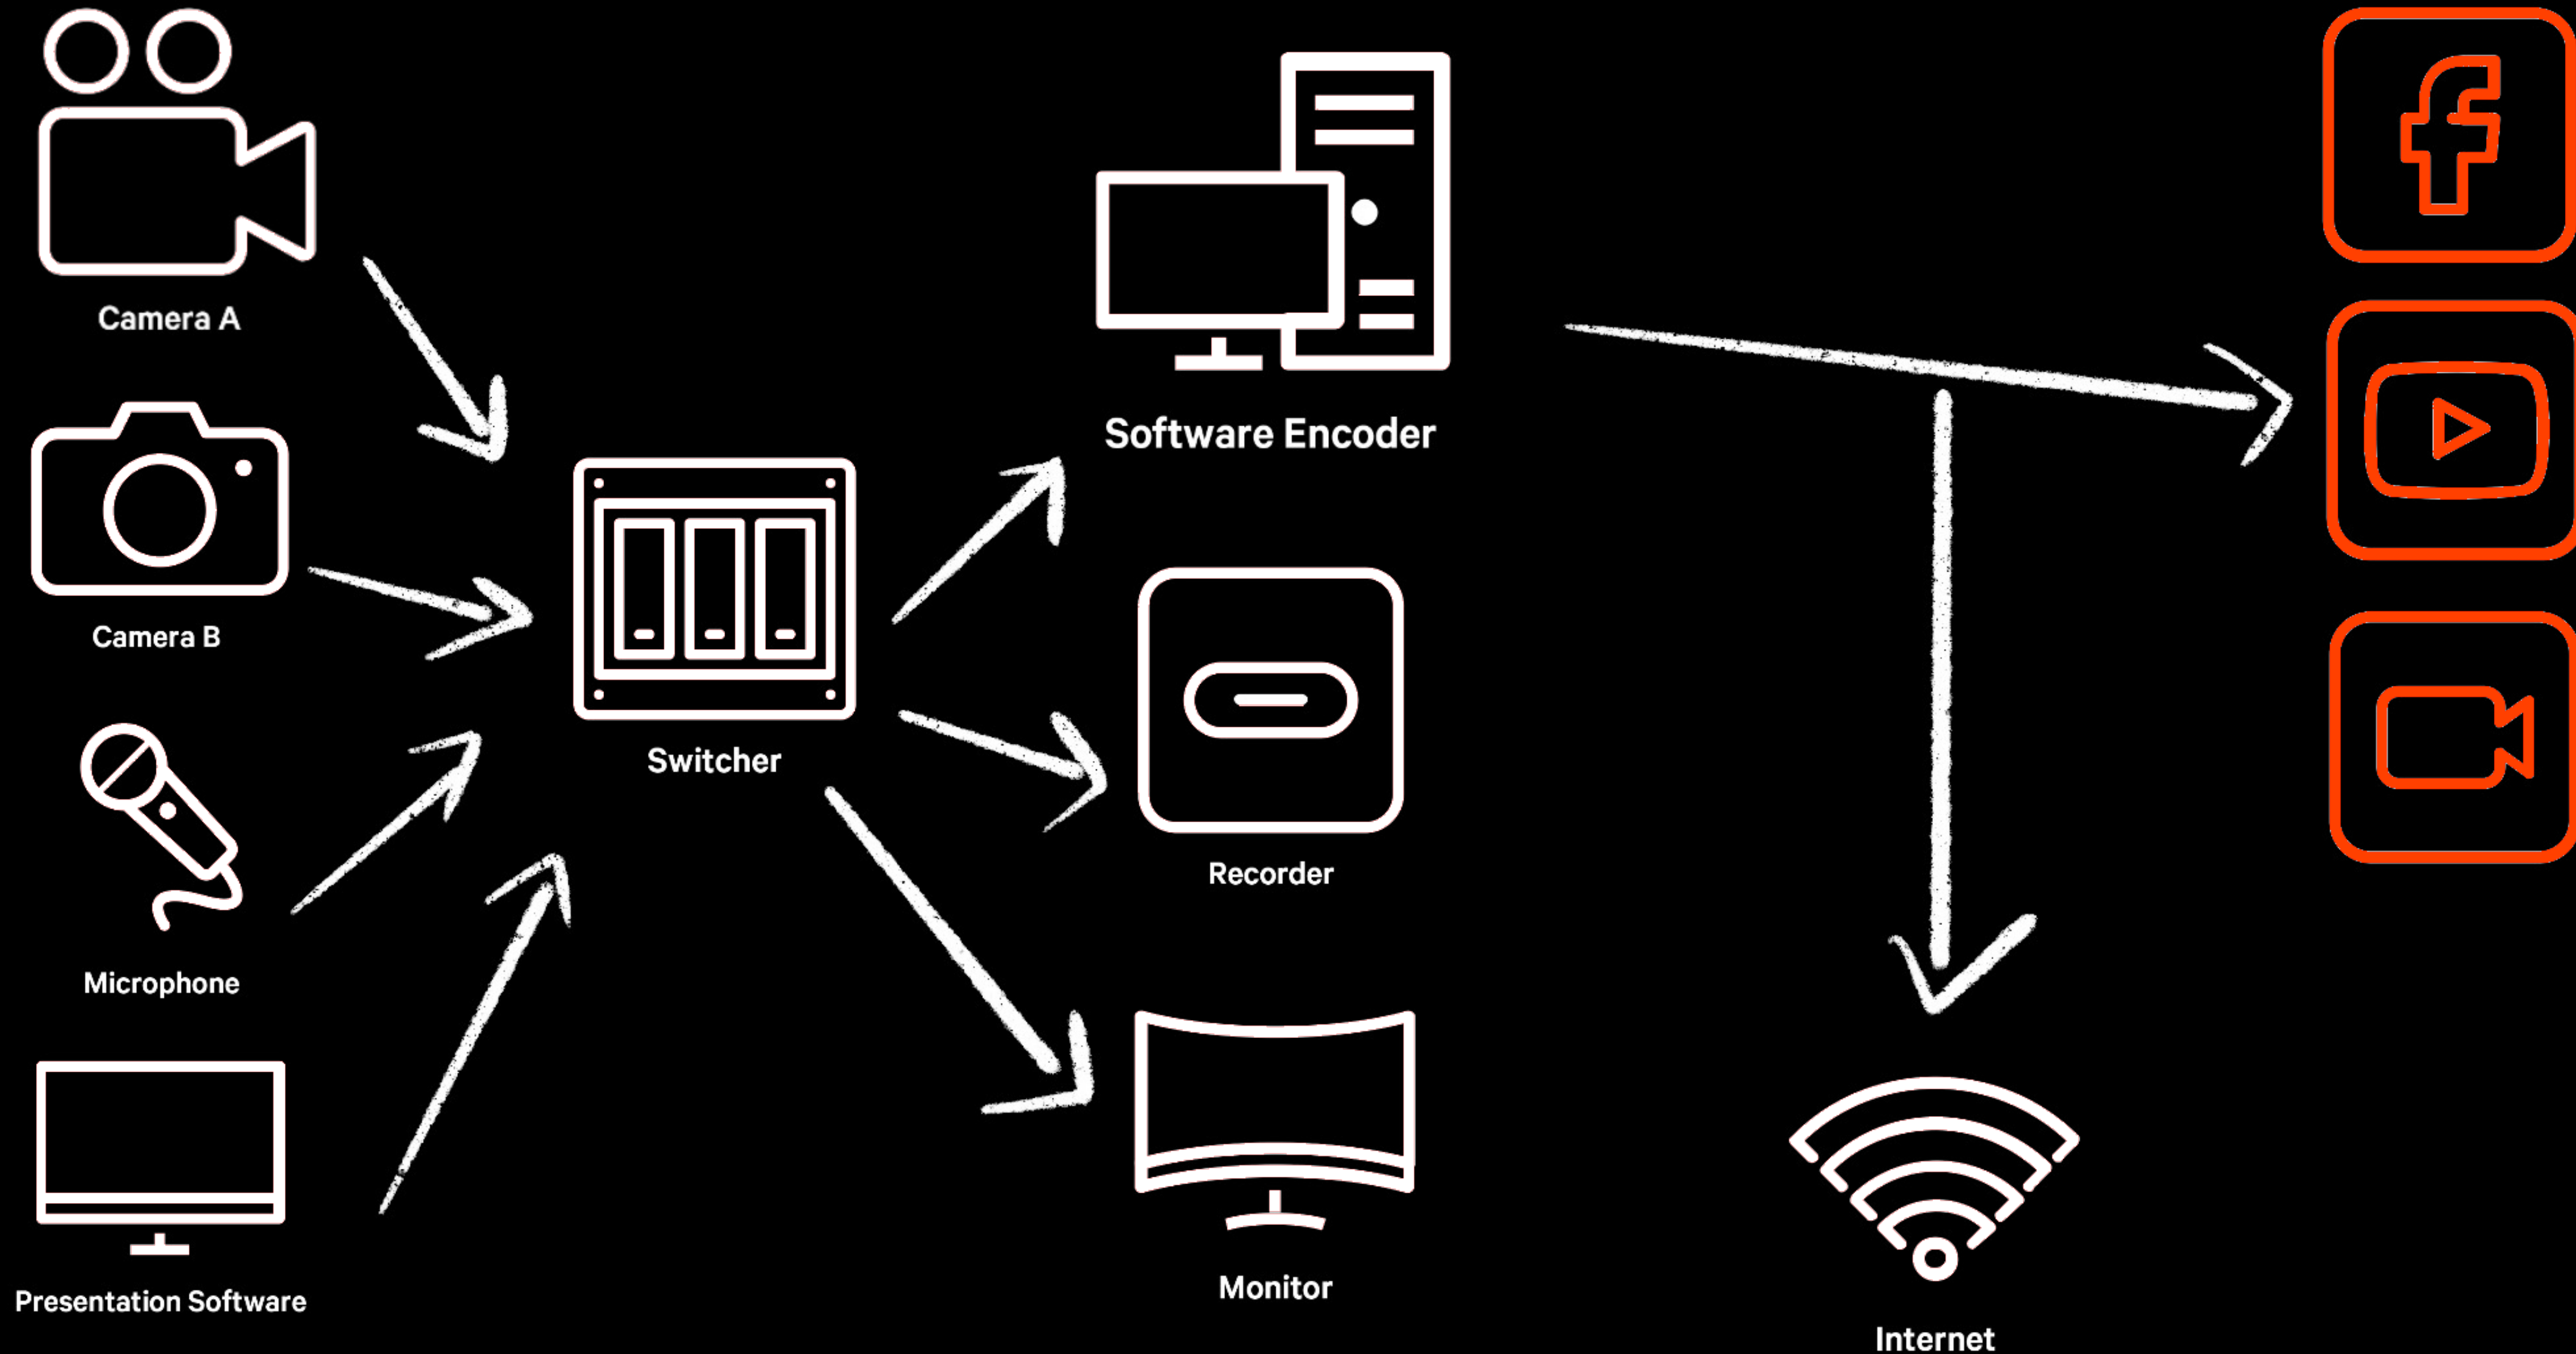 Camera A
Camera B
Microphone
Presentation Software
Switcher
Software Encoder
Recorder
Monitor
Internet